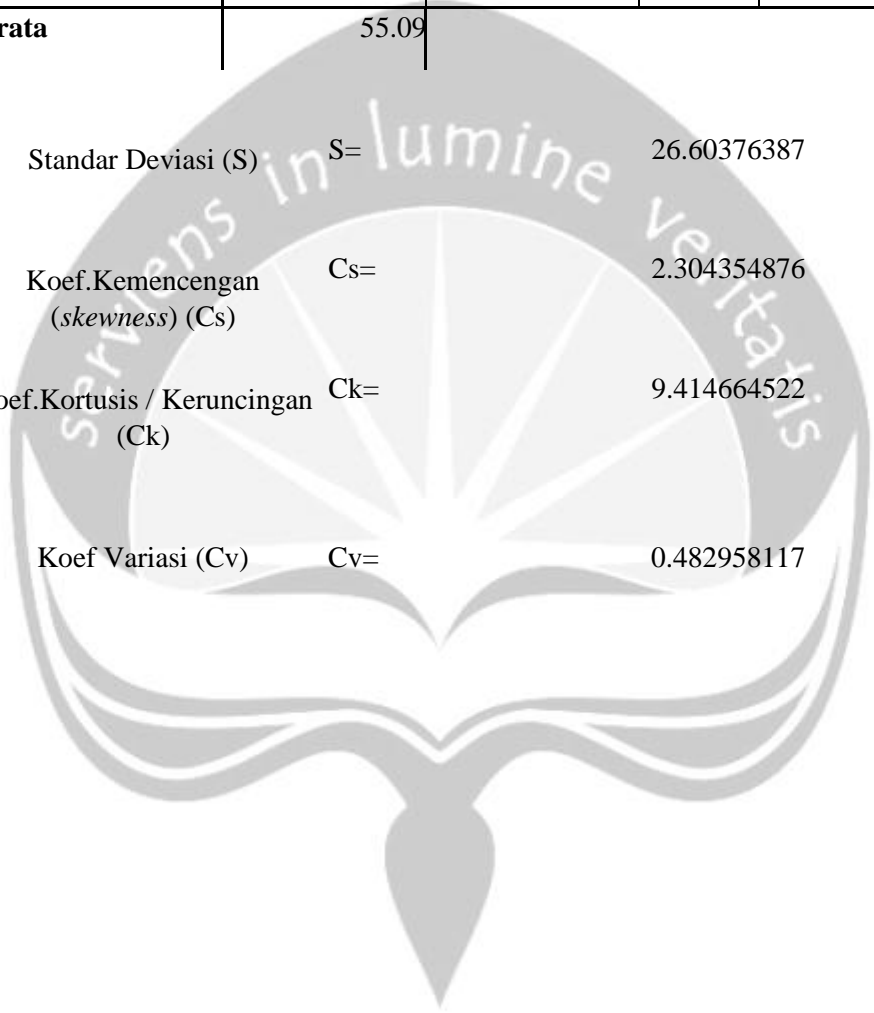 rata 55.09
Standar Deviasi (S) S= 26.60376387
Koef.Kemencengan Cs= 2.304354876
(skewness) (Cs)
oef.Kortusis / Keruncingan Ck= 9.414664522
(Ck)
Koef Variasi (Cv) Cv= 0.482958117
serviens in lumine veritatis